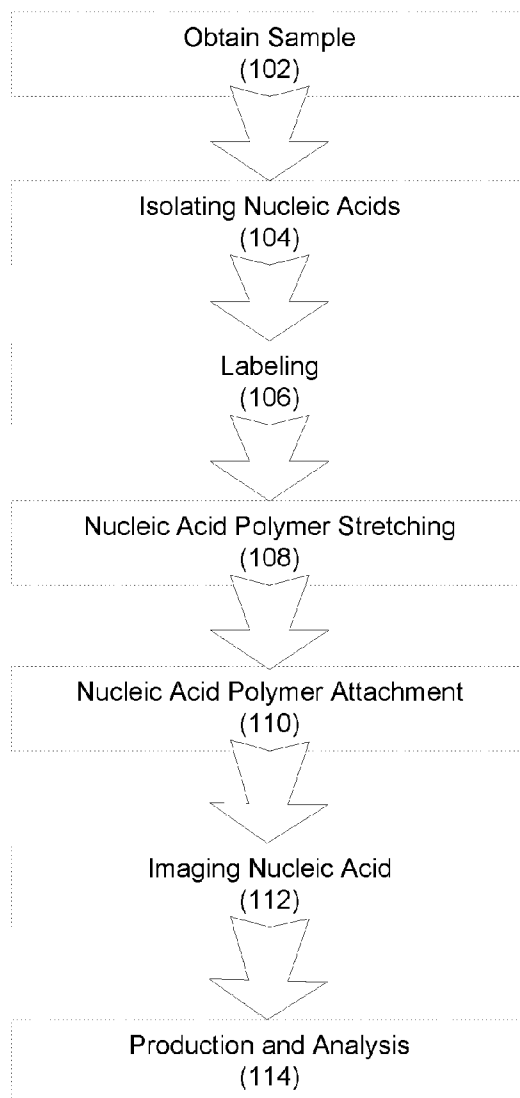 Obtain Sample
(102)
Isolating Nucleic Acids
(104)
Labeling
(106)
Nucleic Acid Polymer Stretching
(108)
Nucleic Acid Polymer Attachment
(110)
Imaging Nucleic Acid
(112)
Production and Analysis
(114)